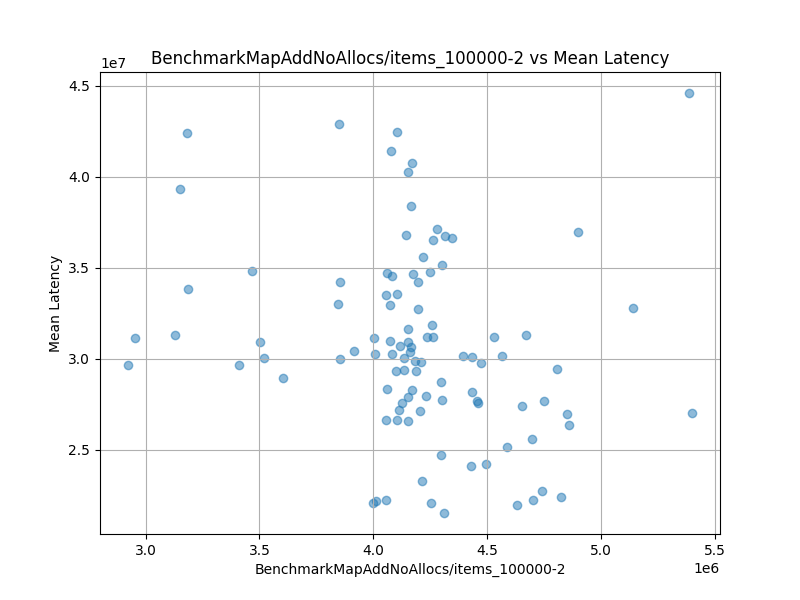 BenchmarkMapAddNoAllocs/items_100000-2 vs Mean Latency
1e7
4.5
4.0
3.5
3.0
2.5
Mean Latency
3.0 3.5 4.0 4.5 5.0 5.5
BenchmarkMapAddNoAllocs/items_100000-2
1e6